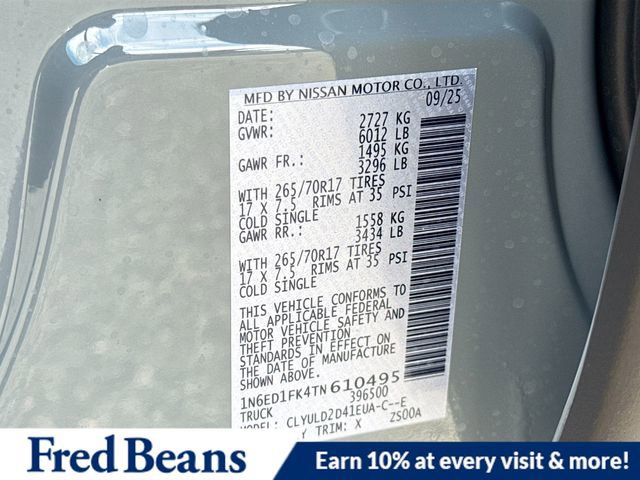 MFD BY NISSAN MOTOR CO., LTD.
DATE: 09/25
GVWR: 2727 KG
6012 LB
GAWR FR.: 1495 KG
3296 LB
WITH 265/70R17 TIRES
17 X 7.5 RIMS AT 35 PSI
COLD SINGLE
GAWR RR.: 1558 KG
3434 LB
WITH 265/70R17 TIRES
17 X 7.5 RIMS AT 35 PSI
COLD SINGLE
THIS VEHICLE CONFORMS TO
ALL APPLICABLE FEDERAL
MOTOR VEHICLE SAFETY AND
THEFT PREVENTION
STANDARDS IN EFFECT ON
THE DATE OF MANUFACTURE
SHOWN ABOVE.
1N6ED1FK4TN610495
TRUCK 396500
MODEL: CLYULD2D41EUA-C--E
TRIM: X ZS00A
Fred Beans
Earn 10% at every visit & more!